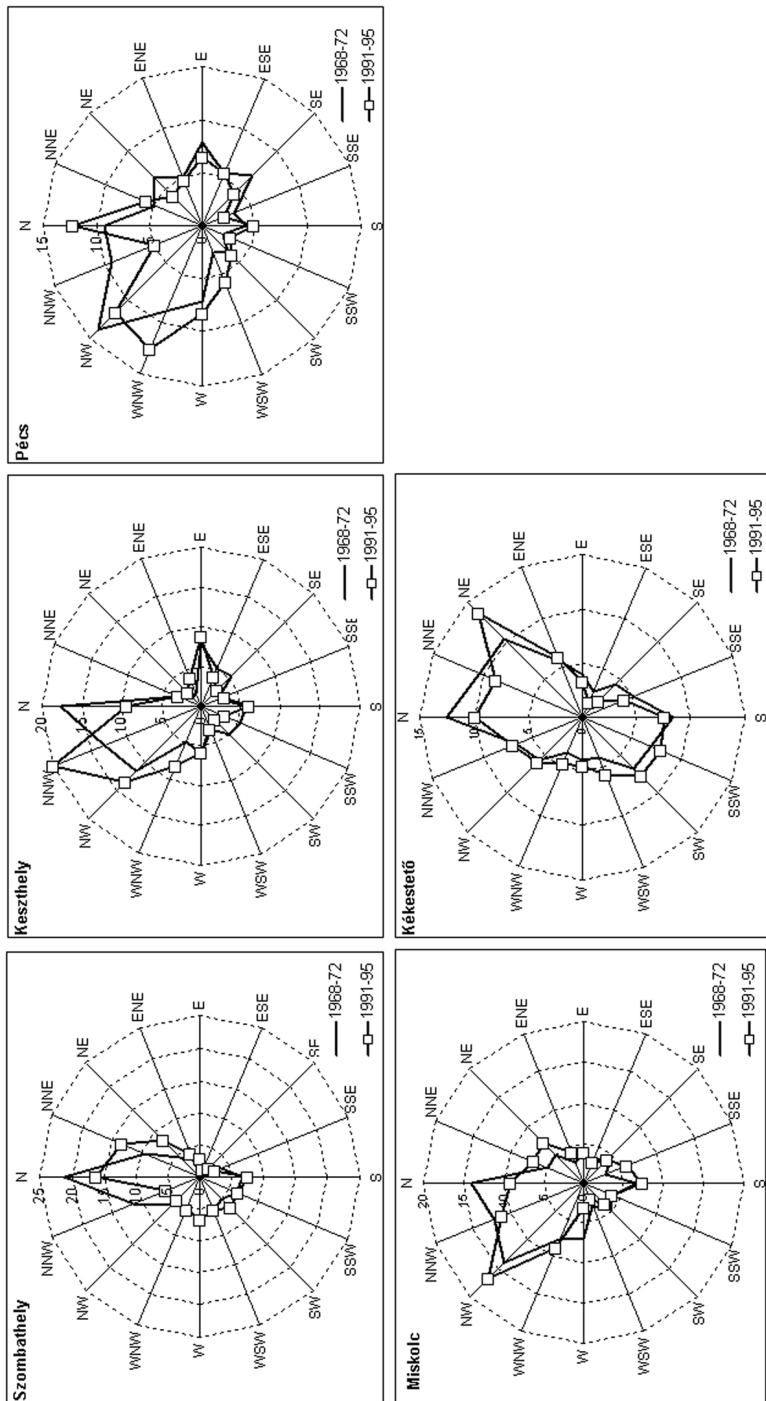 Szombathely
N
NNW
NNE
NW
NE
WNW
ENE
W
E
WSW
ESE
SW
SE
SSW
SSE
S
25
20
15
10
5
0
1968-72
1991-95
Keszthely
N
NNW
NNE
NW
NE
WNW
ENE
W
E
WSW
ESE
SW
SE
SSW
SSE
S
20
15
10
5
0
1968-72
1991-95
Pécs
N
NNW
NNE
NW
NE
WNW
ENE
W
E
WSW
ESE
SW
SE
SSW
SSE
S
15
10
5
0
1968-72
1991-95
Miskolc
N
NNW
NNE
NW
NE
WNW
ENE
W
E
WSW
ESE
SW
SE
SSW
SSE
S
20
15
10
5
0
1968-72
1991-95
Kékestető
N
NNW
NNE
NW
NE
WNW
ENE
W
E
WSW
ESE
SW
SE
SSW
SSE
S
15
10
5
0
1968-72
1991-95